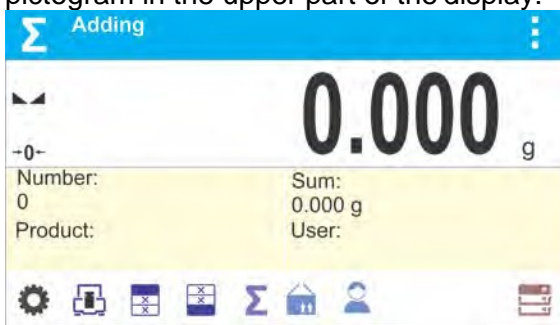 pictogram in the upper part of the display.
Σ Adding
0.000 g
→0←
Number:
0
Sum:
0.000 g
Product:
User:
Σ